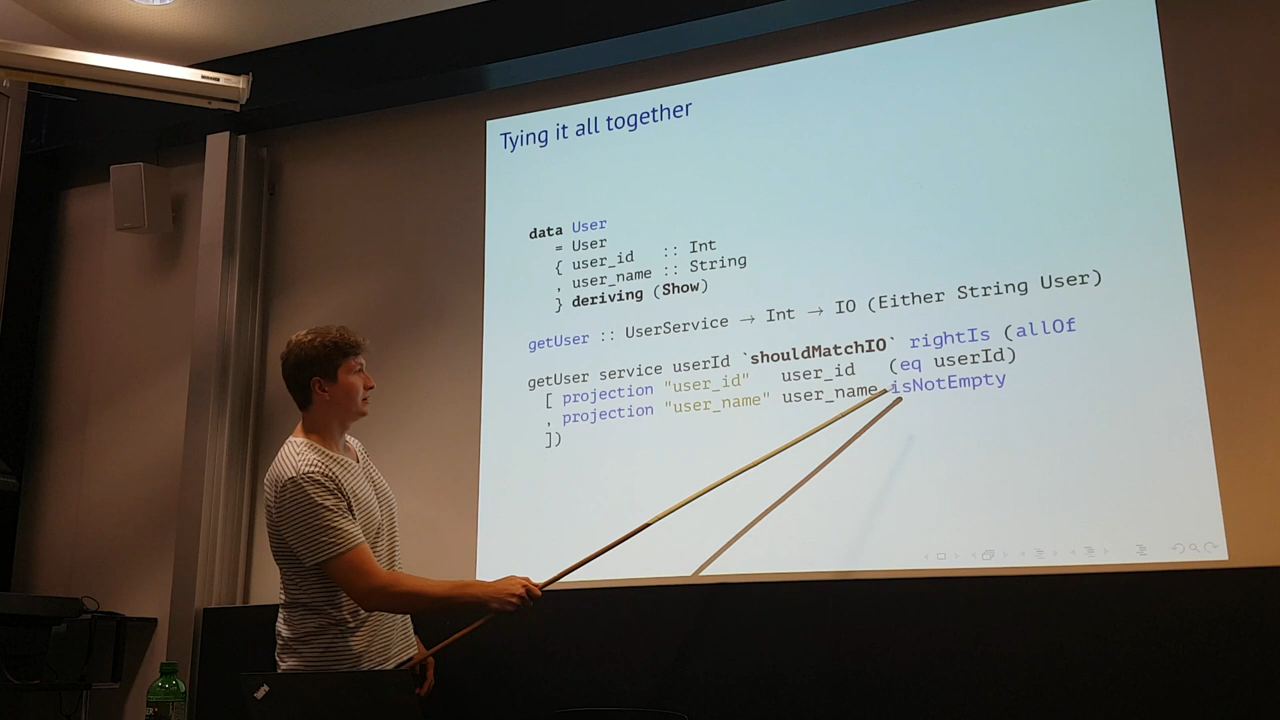 Tying it all together
data User
= User
{ user_id :: Int
, user_name :: String
} deriving (Show)
getUser :: UserService → Int → IO (Either String User)
getUser service userId `shouldMatchIO` rightIs (allOf
[ projection "user_id" user_id (eq userId)
, projection "user_name" user_name isNotEmpty
])